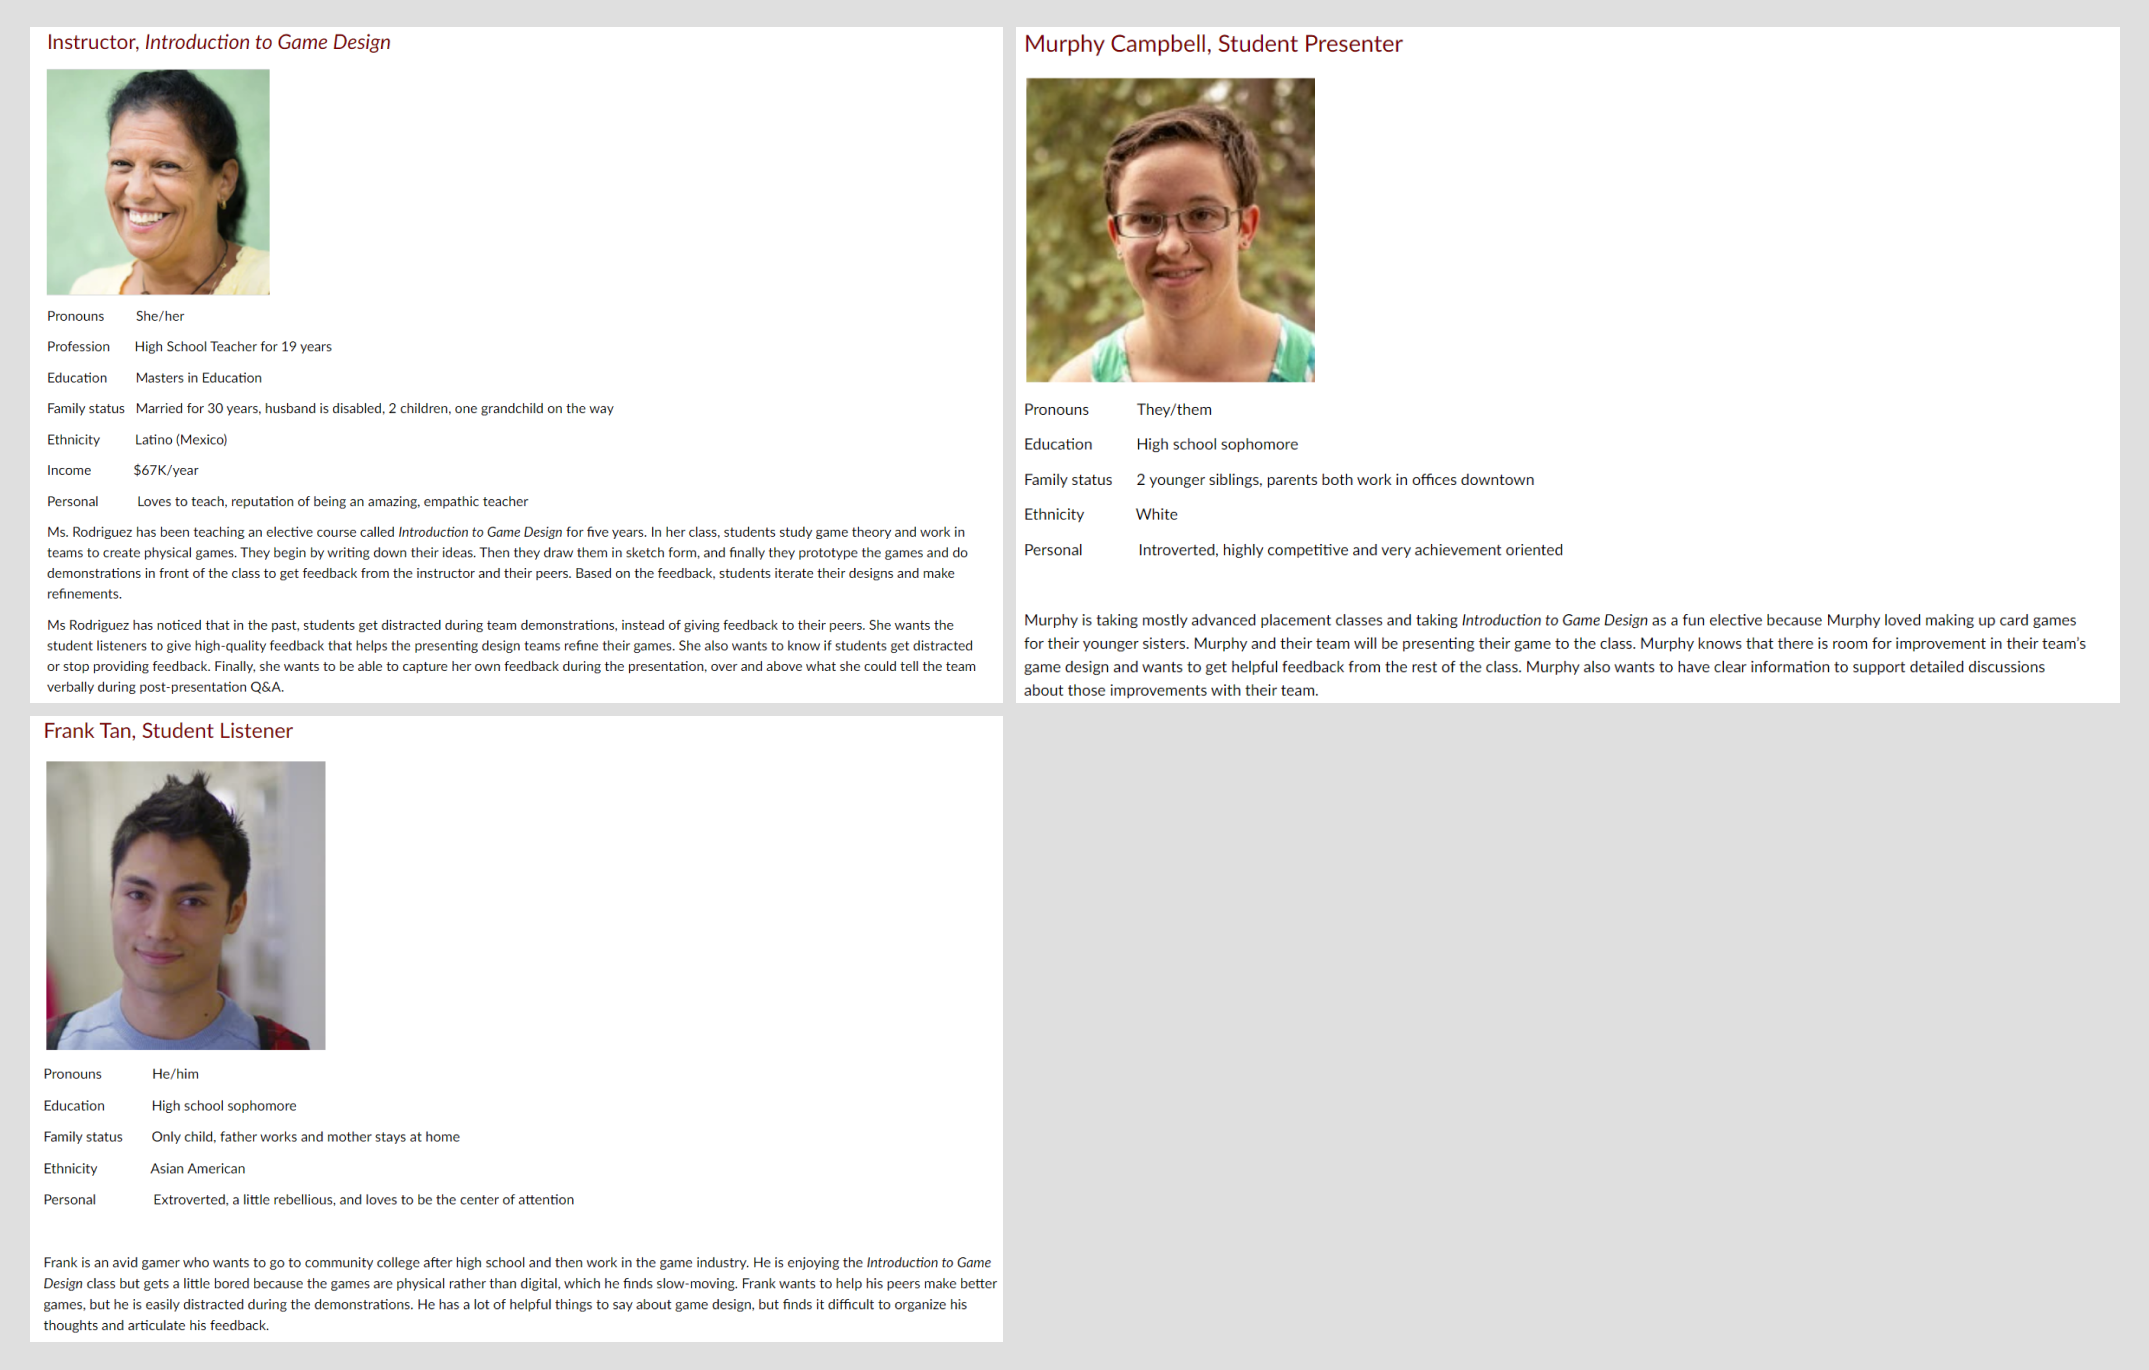 Instructor, Introduction to Game Design
Pronouns She/her
Profession High School Teacher for 19 years
Education Masters in Education
Family status Married for 30 years, husband is disabled, 2 children, one grandchild on the way
Ethnicity Latino (Mexico)
Income $67K/year
Personal Loves to teach, reputation of being an amazing, empathic teacher
Ms. Rodriguez has been teaching an elective course called Introduction to Game Design for five years. In her class, students study game theory and work in
teams to create physical games. They begin by writing down their ideas. Then they draw them in sketch form, and finally they prototype the games and do
demonstrations in front of the class to get feedback from the instructor and their peers. Based on the feedback, students iterate their designs and make
refinements.
Ms Rodriguez has noticed that in the past, students get distracted during team demonstrations, instead of giving feedback to their peers. She wants the
student listeners to give high-quality feedback that helps the presenting design teams refine their games. She also wants to know if students get distracted
or stop providing feedback. Finally, she wants to be able to capture her own feedback during the presentation, over and above what she could tell the team
verbally during post-presentation Q&A.
Murphy Campbell, Student Presenter
Pronouns They/them
Education High school sophomore
Family status 2 younger siblings, parents both work in offices downtown
Ethnicity White
Personal Introverted, highly competitive and very achievement oriented
Murphy is taking mostly advanced placement classes and taking Introduction to Game Design as a fun elective because Murphy loved making up card games
for their younger sisters. Murphy and their team will be presenting their game to the class. Murphy knows that there is room for improvement in their team's
game design and wants to get helpful feedback from the rest of the class. Murphy also wants to have clear information to support detailed discussions
about those improvements with their team.
Frank Tan, Student Listener
Pronouns He/him
Education High school sophomore
Family status Only child, father works and mother stays at home
Ethnicity Asian American
Personal Extroverted, a little rebellious, and loves to be the center of attention
Frank is an avid gamer who wants to go to community college after high school and then work in the game industry. He is enjoying the Introduction to Game
Design class but gets a little bored because the games are physical rather than digital, which he finds slow-moving. Frank wants to help his peers make better
games, but he is easily distracted during the demonstrations. He has a lot of helpful things to say about game design, but finds it difficult to organize his
thoughts and articulate his feedback.